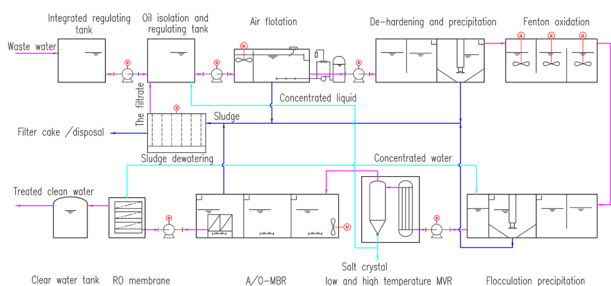 Integrated regulating
tank
Oil isolation and
regulating tank
Air flotation
De-hardening and precipitation
Fenton oxidation
Waste water
The filtrate
Concentrated liquid
Sludge
Filter cake /disposal
Sludge dewatering
Concentrated water
Treated clean water
Salt crystal
Clear water tank
RO membrane
A/O-MBR
low and high temperature MVR
Flocculation precipitation